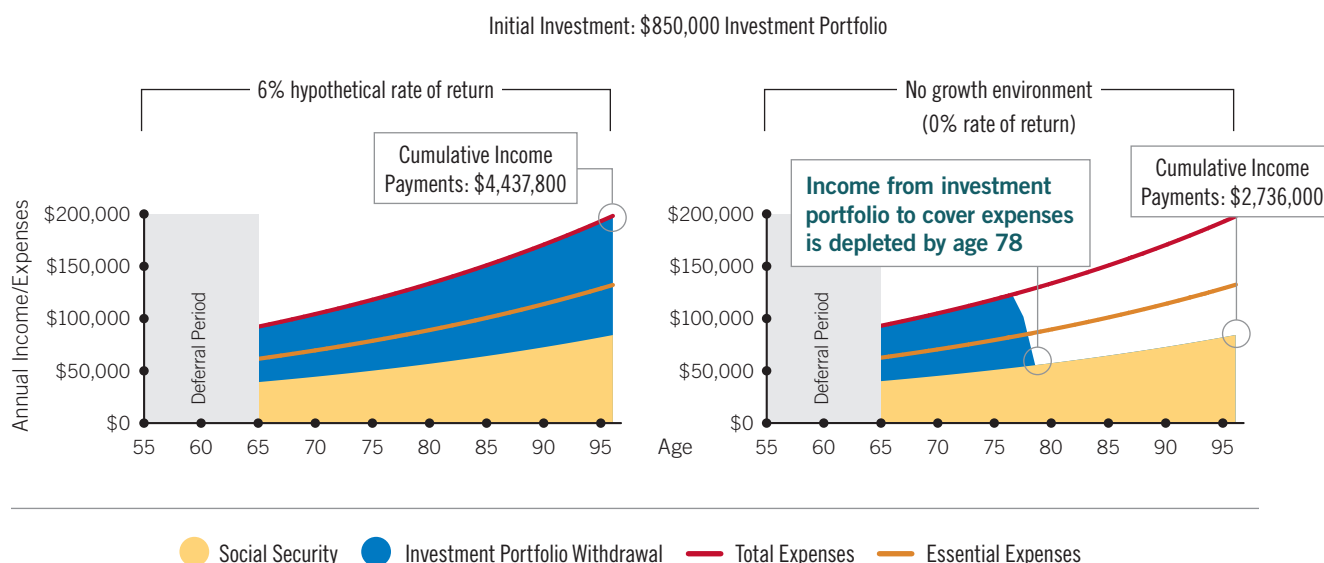 Initial Investment: $850,000 Investment Portfolio
6% hypothetical rate of return
Cumulative Income
Payments: $4,437,800
Annual Income/Expenses
$200,000
$150,000
$100,000
$50,000
$0
Deferral Period
55 60 65 70 75 80 85 90 95
Age
No growth environment
(0% rate of return)
Income from investment
portfolio to cover expenses
is depleted by age 78
Cumulative Income
Payments: $2,736,000
$200,000
$150,000
$100,000
$50,000
$0
Deferral Period
55 60 65 70 75 80 85 90 95
Social Security Investment Portfolio Withdrawal Total Expenses Essential Expenses